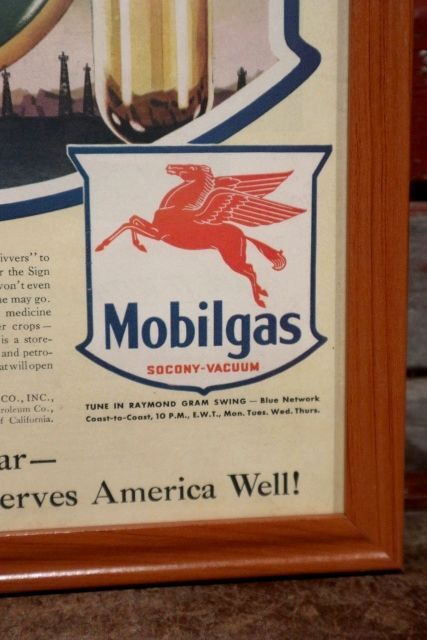 ivvers" to
r the Sign
won't even
ne may go.
medicine
er crops—
is a store-
and petro-
at will open
CO., INC.,
roleum Co.,
f California.
Mobilgas
SOCONY-VACUUM
TUNE IN RAYMOND GRAM SWING — Blue Network
Coast-to-Coast, 10 P.M., E.W.T., Mon. Tues. Wed. Thurs.
ar—
erves America Well!